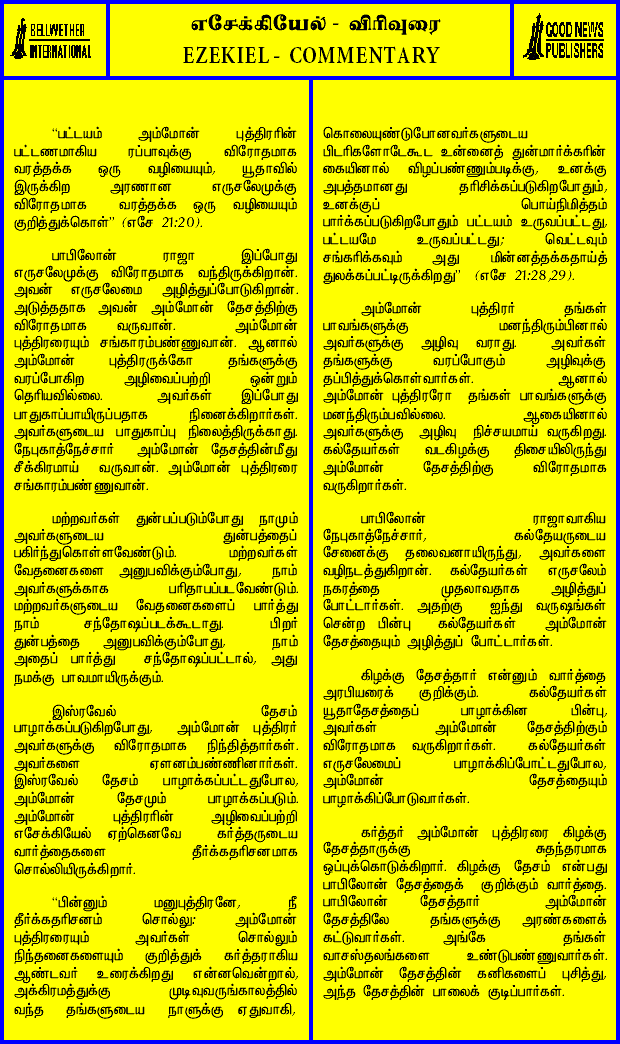 BELLWETHER
INTERNATIONAL
எசேக்கியேல் - விரிவுரை
EZEKIEL - COMMENTARY
GOOD NEWS
PUBLISHERS
“பட்டயம் அம்மோன் புத்திரரின்
பட்டணமாகிய ரப்பாவுக்கு விரோதமாக
வரத்தக்க ஒரு வழியையும், யூதாவில்
இருக்கிற அரணான எருசலேமுக்கு
விரோதமாக வரத்தக்க ஒரு வழியையும்
குறித்துக்கொள்” (எசே 21:20).
பாபிலோன் ராஜா இப்போது
எருசலேமுக்கு விரோதமாக வந்திருக்கிறான்.
அவன் எருசலேமை அழித்துப்போடுகிறான்.
அடுத்ததாக அவன் அம்மோன் தேசத்திற்கு
விரோதமாக வருவான். அம்மோன்
புத்திரரையும் சங்காரம்பண்ணுவான். ஆனால்
அம்மோன் புத்திரருக்கோ தங்களுக்கு
வரப்போகிற அழிவைப்பற்றி ஒன்றும்
தெரியவில்லை. அவர்கள் இப்போது
பாதுகாப்பாயிருப்பதாக நினைக்கிறார்கள்.
அவர்களுடைய பாதுகாப்பு நிலைத்திருக்காது.
நேபுகாத்நேச்சார் அம்மோன் தேசத்தின்மீது
சீக்கிரமாய் வருவான். அம்மோன் புத்திரரை
சங்காரம்பண்ணுவான்.
மற்றவர்கள் துன்பப்படும்போது நாமும்
அவர்களுடைய துன்பத்தைப்
பகிர்ந்துகொள்ளவேண்டும். மற்றவர்கள்
வேதனைகளை அனுபவிக்கும்போது, நாம்
அவர்களுக்காக பரிதாபப்படவேண்டும்.
மற்றவர்களுடைய வேதனைகளைப் பார்த்து
நாம் சந்தோஷப்படக்கூடாது. பிறர்
துன்பத்தை அனுபவிக்கும்போது, நாம்
அதைப் பார்த்து சந்தோஷப்பட்டால், அது
நமக்கு பாவமாயிருக்கும்.
இஸ்ரவேல் தேசம்
பாழாக்கப்படுகிறபோது, அம்மோன் புத்திரர்
அவர்களுக்கு விரோதமாக நிந்தித்தார்கள்.
அவர்களை ஏளனம்பண்ணினார்கள்.
இஸ்ரவேல் தேசம் பாழாக்கப்பட்டதுபோல,
அம்மோன் தேசமும் பாழாக்கப்படும்.
அம்மோன் புத்திரரின் அழிவைப்பற்றி
எசேக்கியேல் ஏற்கெனவே கர்த்தருடைய
வார்த்தைகளை தீர்க்கதரிசனமாக
சொல்லியிருக்கிறார்.
“பின்னும் மனுபுத்திரனே, நீ
தீர்க்கதரிசனம் சொல்லு; அம்மோன்
புத்திரரையும் அவர்கள் சொல்லும்
நிந்தனைகளையும் குறித்துக் கர்த்தராகிய
ஆண்டவர் உரைக்கிறது என்னவென்றால்,
அக்கிரமத்துக்கு முடிவுவருங்காலத்தில்
வந்த தங்களுடைய நாளுக்கு ஏதுவாகி,
கொலையுண்டுபோனவர்களுடைய
பிடரிகளோடேகூட உன்னைத் துன்மார்க்கரின்
கையினால் விழப்பண்ணும்படிக்கு, உனக்கு
அபத்தமானது தரிசிக்கப்படுகிறபோதும்,
உனக்குப் பொய்நிமித்தம்
பார்க்கப்படுகிறபோதும் பட்டயம் உருவப்பட்டது,
பட்டயமே உருவப்பட்டது; வெட்டவும்
சங்கரிக்கவும் அது மின்னத்தக்கதாய்த்
துலக்கப்பட்டிருக்கிறது” (எசே 21:28,29).
அம்மோன் புத்திரர் தங்கள்
பாவங்களுக்கு மனந்திரும்பினால்
அவர்களுக்கு அழிவு வராது. அவர்கள்
தங்களுக்கு வரப்போகும் அழிவுக்கு
தப்பித்துக்கொள்வார்கள். ஆனால்
அம்மோன் புத்திரரோ தங்கள் பாவங்களுக்கு
மனந்திரும்பவில்லை. ஆகையினால்
அவர்களுக்கு அழிவு நிச்சயமாய் வருகிறது.
கல்தேயர்கள் வடகிழக்கு திசையிலிருந்து
அம்மோன் தேசத்திற்கு விரோதமாக
வருகிறார்கள்.
பாபிலோன் ராஜாவாகிய
நேபுகாத்நேச்சார், கல்தேயருடைய
சேனைக்கு தலைவனாயிருந்து, அவர்களை
வழிநடத்துகிறான். கல்தேயர்கள் எருசலேம்
நகரத்தை முதலாவதாக அழித்துப்
போட்டார்கள். அதற்கு ஐந்து வருஷங்கள்
சென்ற பின்பு கல்தேயர்கள் அம்மோன்
தேசத்தையும் அழித்துப் போட்டார்கள்.
கிழக்கு தேசத்தார் என்னும் வார்த்தை
அரபியரைக் குறிக்கும். கல்தேயர்கள்
யூதாதேசத்தைப் பாழாக்கின பின்பு,
அவர்கள் அம்மோன் தேசத்திற்கும்
விரோதமாக வருகிறார்கள். கல்தேயர்கள்
எருசலேமைப் பாழாக்கிப்போட்டதுபோல,
அம்மோன் தேசத்தையும்
பாழாக்கிப்போடுவார்கள்.
கர்த்தர் அம்மோன் புத்திரரை கிழக்கு
தேசத்தாருக்கு சுதந்தரமாக
ஒப்புக்கொடுக்கிறார். கிழக்கு தேசம் என்பது
பாபிலோன் தேசத்தைக் குறிக்கும் வார்த்தை.
பாபிலோன் தேசத்தார் அம்மோன்
தேசத்திலே தங்களுக்கு அரண்களைக்
கட்டுவார்கள். அங்கே தங்கள்
வாசஸ்தலங்களை உண்டுபண்ணுவார்கள்.
அம்மோன் தேசத்தின் கனிகளைப் புசித்து,
அந்த தேசத்தின் பாலைக் குடிப்பார்கள்.